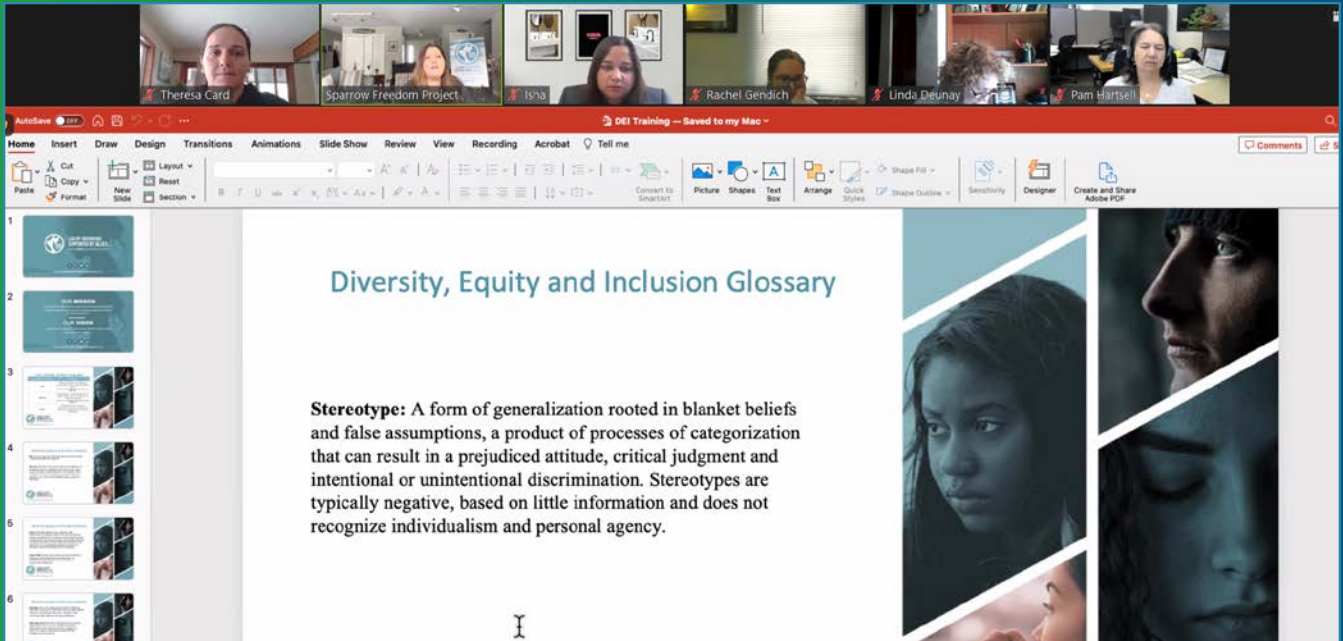 Theresa Card
Sparrow Freedom Project
Isha
Rachel Gendich
Linda Deunay
Pam Hartsell
AutoSave OFF
DEI Training — Saved to my Mac
Home Insert Draw Design Transitions Animations Slide Show Review View Recording Acrobat Tell me
Comments
Paste
Cut
Copy
Format
New Slide
Layout
Reset
Section
Convert to SmartArt
Picture
Shapes
Text Box
Arrange
Quick Styles
Shape Fill
Shape Outline
Sensitivity
Designer
Create and Share Adobe PDF
1
2
3
4
5
6
Diversity, Equity and Inclusion Glossary
Stereotype: A form of generalization rooted in blanket beliefs
and false assumptions, a product of processes of categorization
that can result in a prejudiced attitude, critical judgment and
intentional or unintentional discrimination. Stereotypes are
typically negative, based on little information and does not
recognize individualism and personal agency.